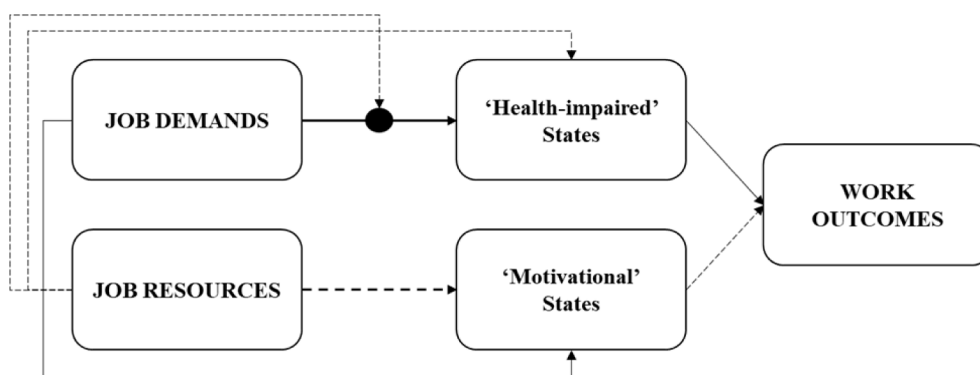 JOB DEMANDS
‘Health-impaired’
States
WORK
OUTCOMES
JOB RESOURCES
‘Motivational’
States